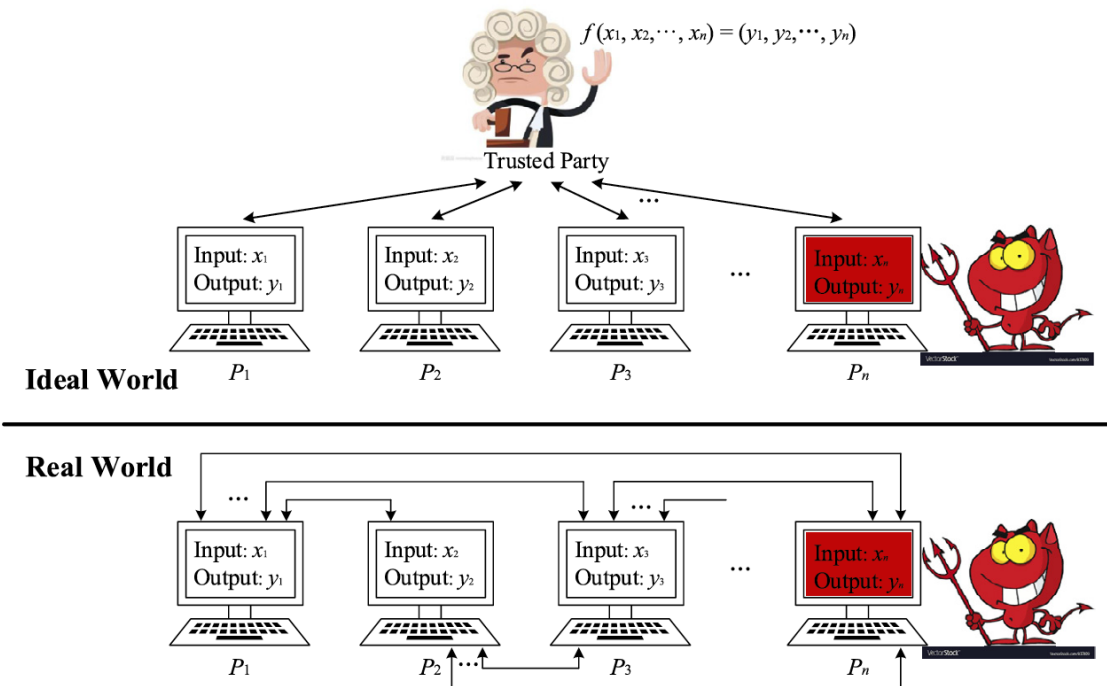 f(x₁, x₂,⋯, xₙ) = (y₁, y₂,⋯, yₙ)
Trusted Party
...
Input: x₁
Output: y₁
Input: x₂
Output: y₂
Input: x₃
Output: y₃
...
Input: xₙ
Output: yₙ
VectorStock
P₁
P₂
P₃
Pₙ
Ideal World
Real World
...
...
Input: x₁
Output: y₁
Input: x₂
Output: y₂
Input: x₃
Output: y₃
...
Input: xₙ
Output: yₙ
VectorStock
P₁
P₂
...
P₃
Pₙ